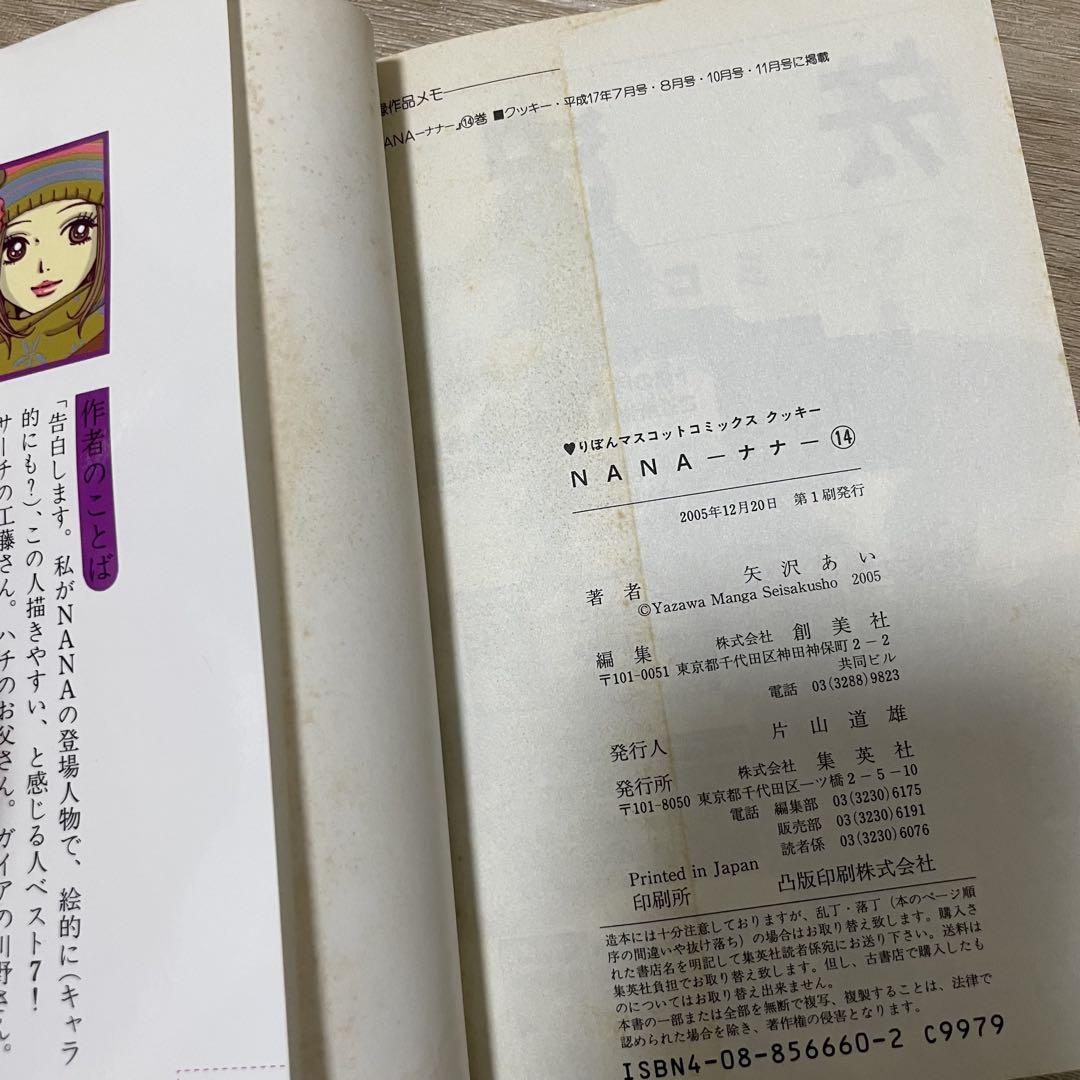 作者のことば
「告白します。私がNANAの登場人物で、絵的に(キャラ
的にも?)、この人描きやすい、と感じる人ベスト7!
サーチの工藤さん。ハチのお父さん。ガイアの川野さん。
録作品メモ
ANA―ナナ―』⑭巻 ■クッキー・平成17年7月号・8月号・10月号・11月号に掲載
♥りぼんマスコットコミックス クッキー
NANA―ナナ― ⑭
2005年12月20日 第1刷発行
著者 矢沢あい
©Yazawa Manga Seisakusho 2005
編集 株式会社 創美社
〒101-0051 東京都千代田区神田神保町2-2
共同ビル
電話 03(3288)9823
発行人 片山道雄
発行所 株式会社 集英社
〒101-8050 東京都千代田区一ツ橋2-5-10
電話 編集部 03(3230)6175
販売部 03(3230)6191
読者係 03(3230)6076
Printed in Japan
印刷所 凸版印刷株式会社
造本には十分注意しておりますが、乱丁・落丁(本のページ順
序の間違いや抜け落ち)の場合はお取り替え致します。購入さ
れた書店名を明記して集英社読者係宛にお送り下さい。送料は
集英社負担でお取り替え致します。但し、古書店で購入したも
のについてはお取り替え出来ません。
本書の一部または全部を無断で複写、複製することは、法律で
認められた場合を除き、著作権の侵害となります。
ISBN4-08-856660-2 C9979